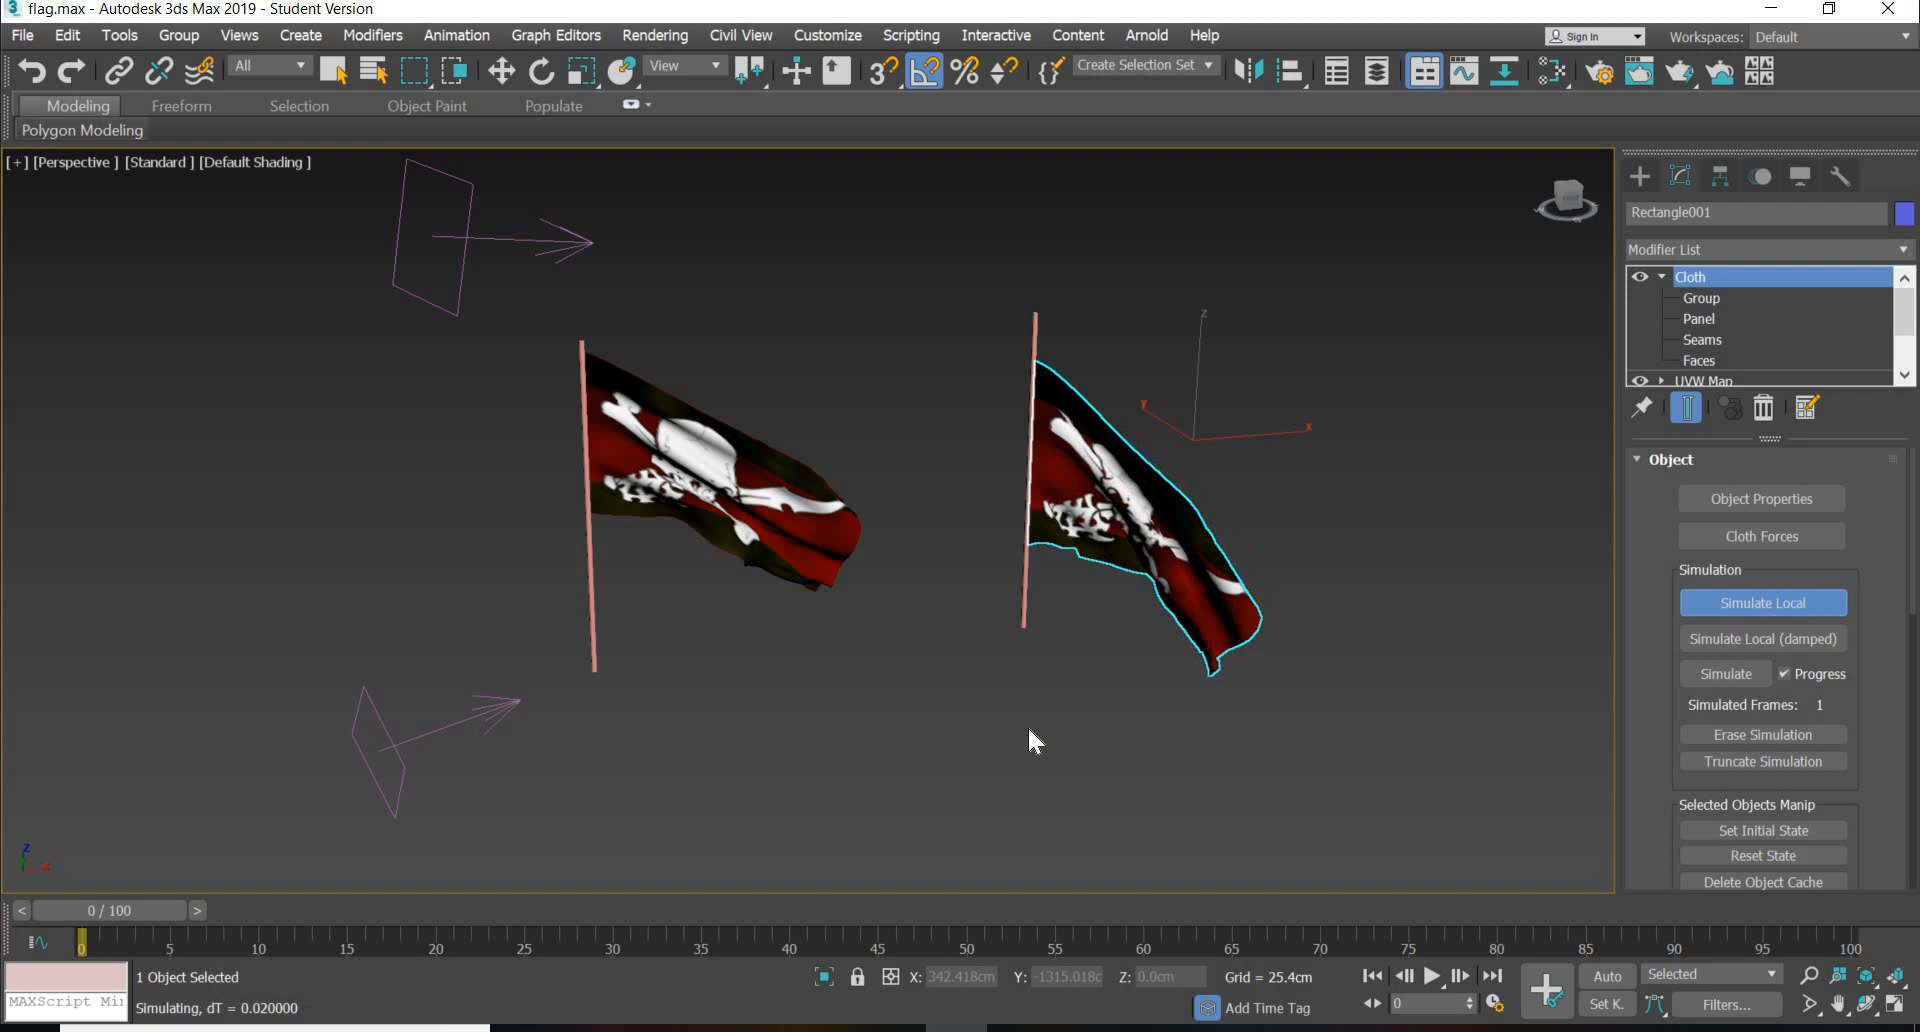 flag.max - Autodesk 3ds Max 2019 - Student Version
File Edit Tools Group Views Create Modifiers Animation Graph Editors Rendering Civil View Customize Scripting Interactive Content Arnold Help Sign In Workspaces: Default
All View 3 Create Selection Set
Modeling Freeform Selection Object Paint Populate
Polygon Modeling
[+] [Perspective ] [Standard ] [Default Shading ]
Rectangle001
Modifier List
Cloth
Group
Panel
Seams
Faces
UVW Map
Object
Object Properties
Cloth Forces
Simulation
Simulate Local
Simulate Local (damped)
Simulate Progress
Simulated Frames: 1
Erase Simulation
Truncate Simulation
Selected Objects Manip
Set Initial State
Reset State
Delete Object Cache
z
y
x
z
x
< 0 / 100 >
0 5 10 15 20 25 30 35 40 45 50 55 60 65 70 75 80 85 90 95 100
1 Object Selected X: 342.418cm Y: -1315.018c Z: 0.0cm Grid = 25.4cm Auto Selected
MAXScript Mi
Simulating, dT = 0.020000 Add Time Tag 0 Set K. Filters...